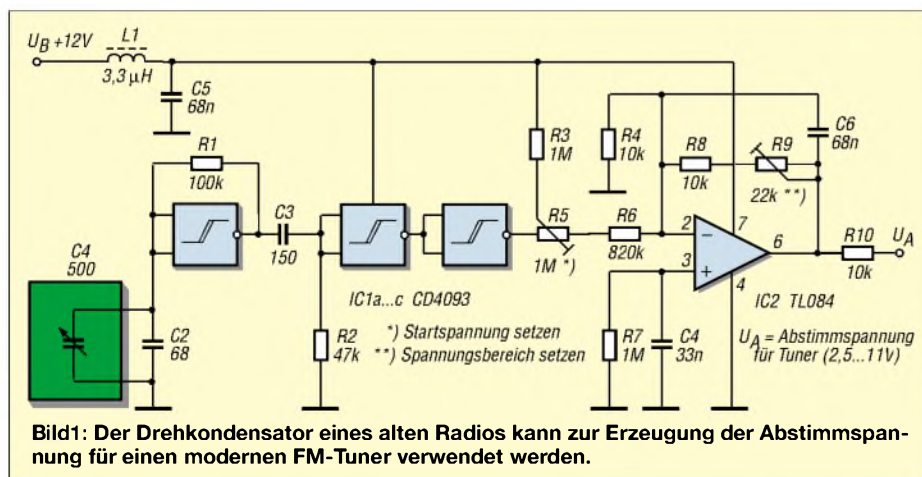 UB +12V
L1
3,3 µH
C5
68n
R1
100k
C3
150
C4
500
C2
68
R2
47k
IC1a...c CD4093
*) Startspannung setzen
**) Spannungsbereich setzen
R3
1M
R4
10k
R5
1M *)
R6
820k
R7
1M
C4
33n
R8
10k
R9
22k **)
C6
68n
2
3
7
6
4
−
+
R10
10k
UA
IC2 TL084
UA = Abstimmspannung
für Tuner (2,5...11V)
Bild1: Der Drehkondensator eines alten Radios kann zur Erzeugung der Abstimmspan-
nung für einen modernen FM-Tuner verwendet werden.